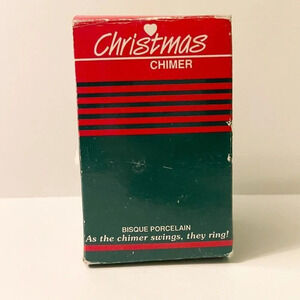 Christmas
CHIMER
BISQUE PORCELAIN
As the chimer swings, they ring!